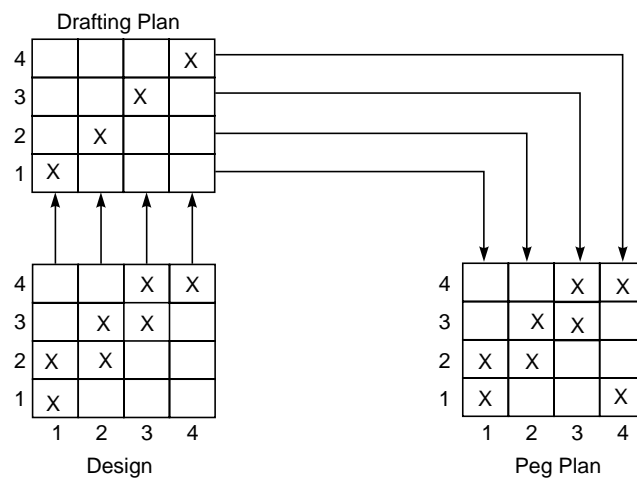 Drafting Plan
4 X
3 X
2 X
1 X
4 X X
3 X X
2 X X
1 X
1 2 3 4
Design
4 X X
3 X X
2 X X
1 X X
1 2 3 4
Peg Plan